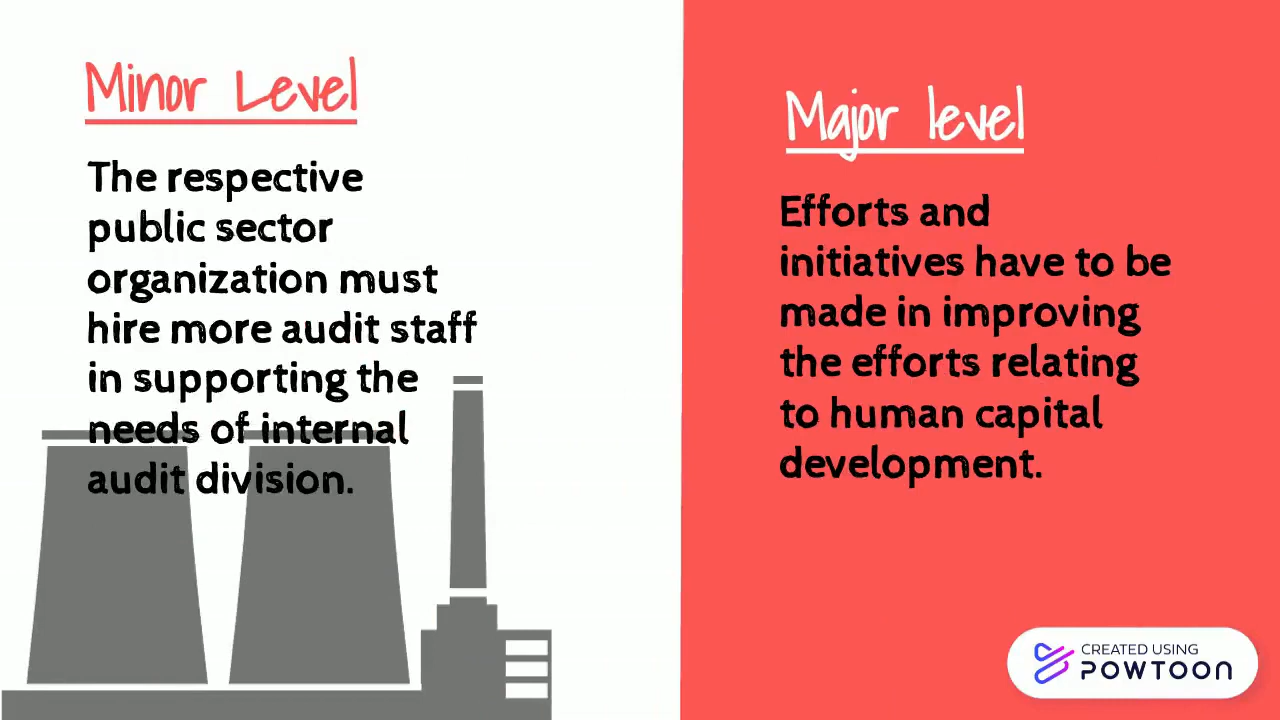 Minor Level
The respective
public sector
organization must
hire more audit staff
in supporting the
needs of internal
audit division.
Major level
Efforts and
initiatives have to be
made in improving
the efforts relating
to human capital
development.
CREATED USING
POWTOON